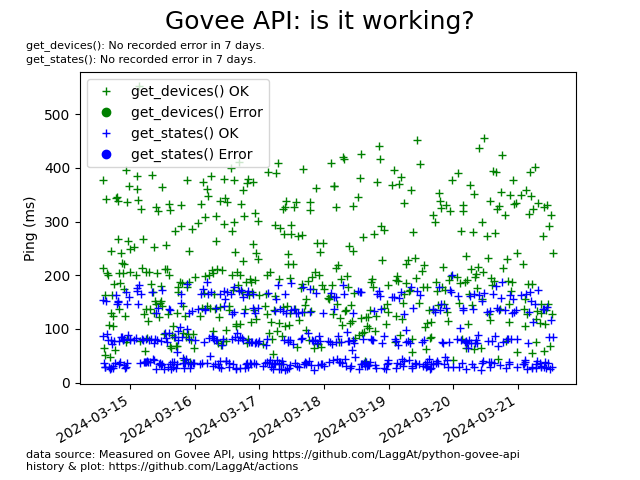 Govee API: is it working?
get_devices(): No recorded error in 7 days.
get_states(): No recorded error in 7 days.
get_devices() OK
get_devices() Error
get_states() OK
get_states() Error
Ping (ms)
500
400
300
200
100
0
2024-03-15
2024-03-16
2024-03-17
2024-03-18
2024-03-19
2024-03-20
2024-03-21
data source: Measured on Govee API, using https://github.com/LaggAt/python-govee-api
history & plot: https://github.com/LaggAt/actions